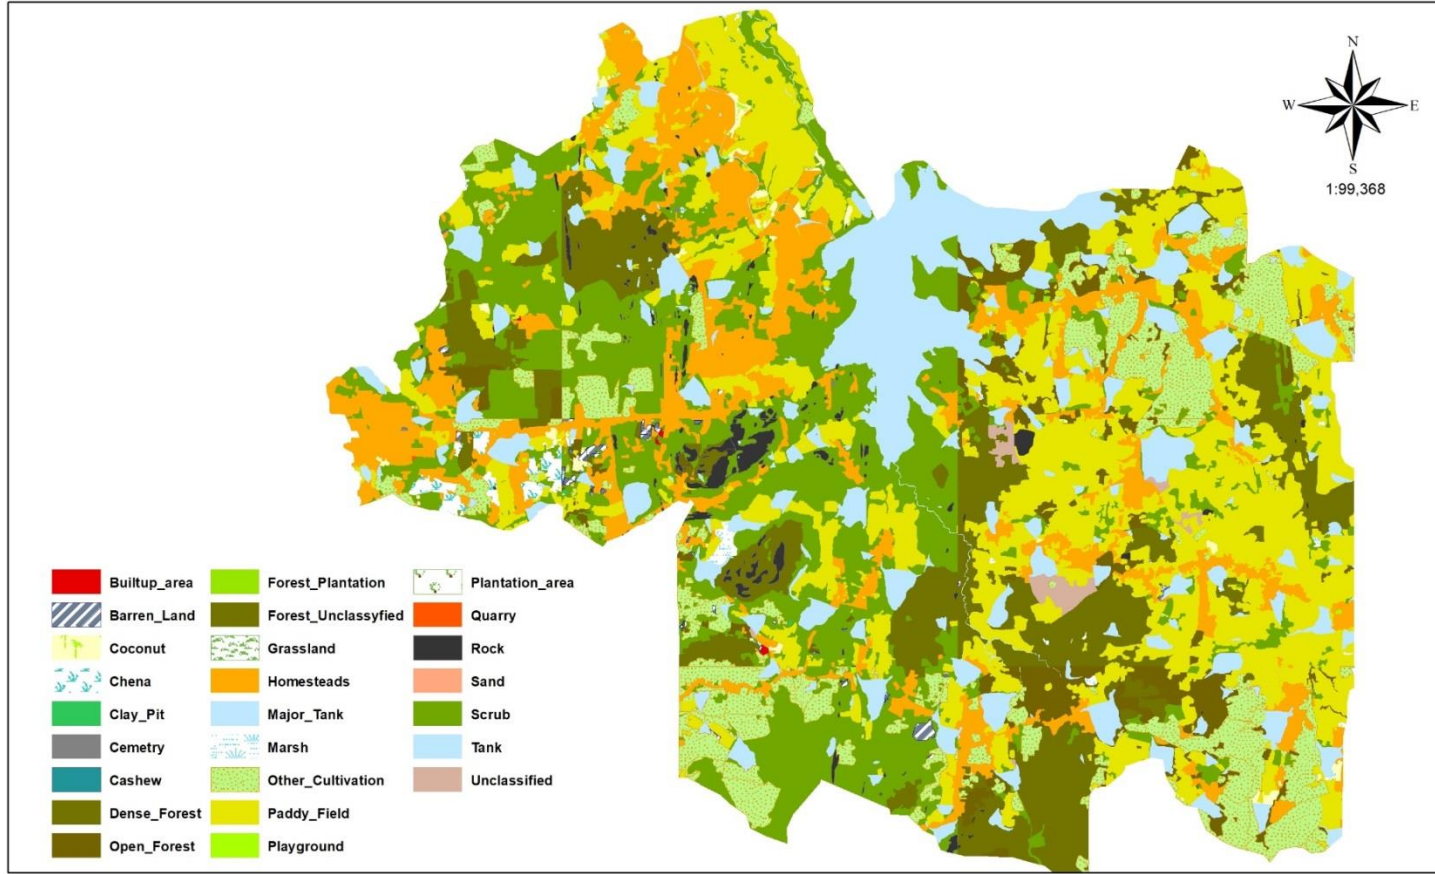 N
W E
S
1:99,368
Builtup_area Forest_Plantation Plantation_area
Barren_Land Forest_Unclassyfied Quarry
Coconut Grassland Rock
Chena Homesteads Sand
Clay_Pit Major_Tank Scrub
Cemetry Marsh Tank
Cashew Other_Cultivation Unclassified
Dense_Forest Paddy_Field
Open_Forest Playground